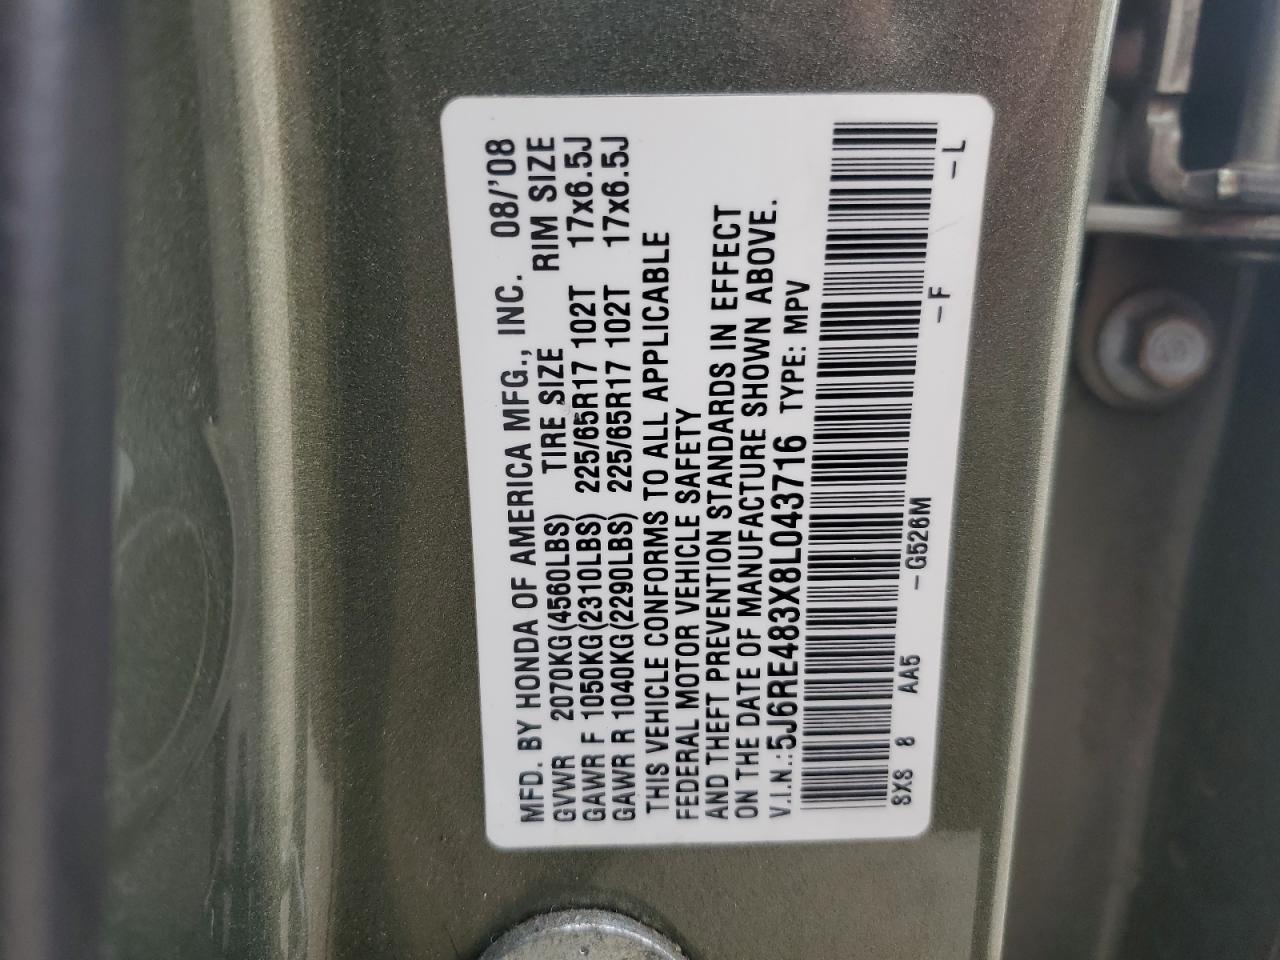 MFD. BY HONDA OF AMERICA MFG., INC. 08/'08
GVWR 2070KG(4560LBS) TIRE SIZE RIM SIZE
GAWR F 1050KG(2310LBS) 225/65R17 102T 17x6.5J
GAWR R 1040KG(2290LBS) 225/65R17 102T 17x6.5J
THIS VEHICLE CONFORMS TO ALL APPLICABLE
FEDERAL MOTOR VEHICLE SAFETY
AND THEFT PREVENTION STANDARDS IN EFFECT
ON THE DATE OF MANUFACTURE SHOWN ABOVE.
V.I.N.:5J6RE483X8L043716 TYPE: MPV
SX8 8 AA5 -G526M -F -L